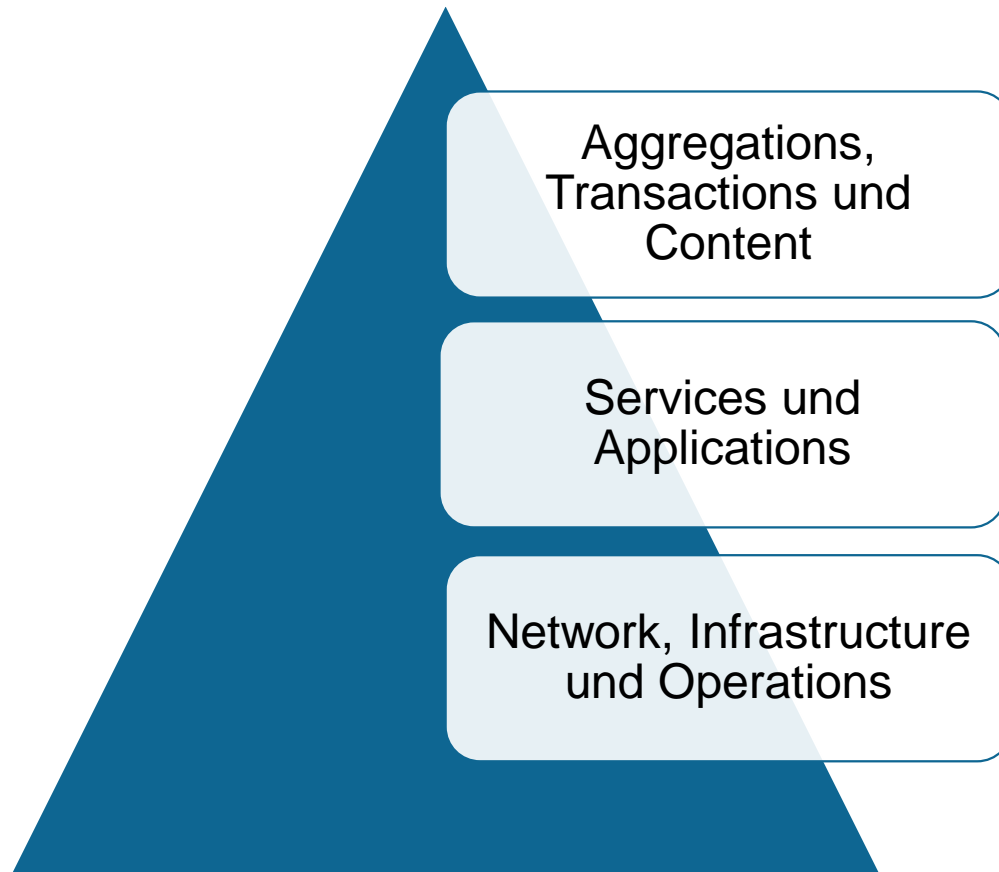 Aggregations,
Transactions und
Content
Services und
Applications
Network, Infrastructure
und Operations